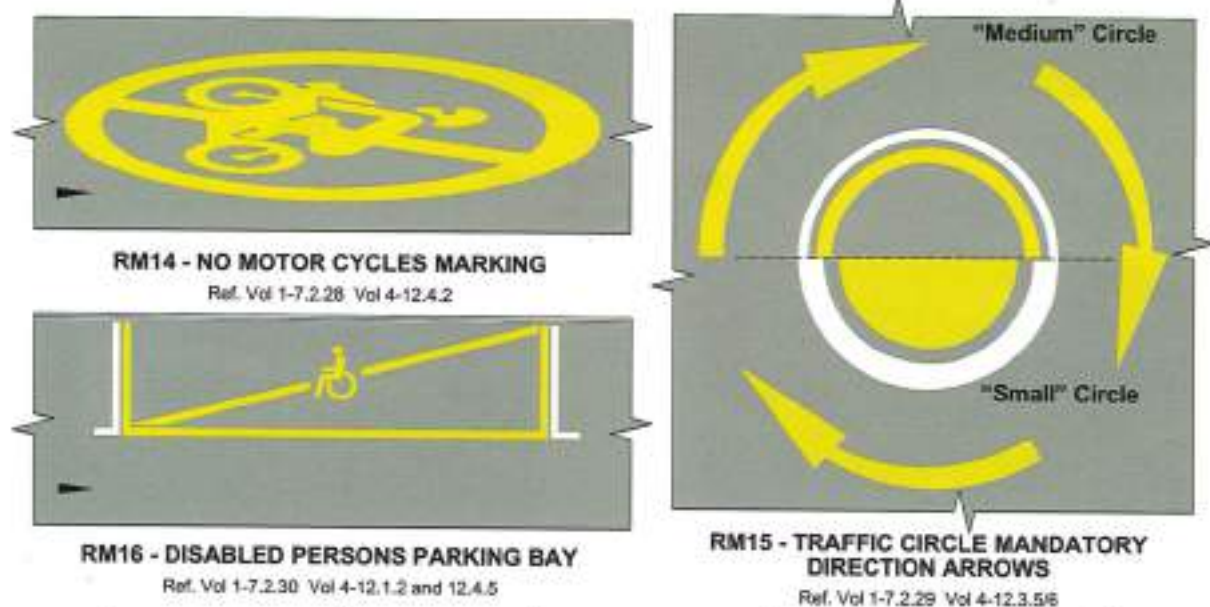 RM14 - NO MOTOR CYCLES MARKING
Ref. Vol 1-7.2.28 Vol 4-12.4.2
RM16 - DISABLED PERSONS PARKING BAY
Ref. Vol 1-7.2.30 Vol 4-12.1.2 and 12.4.5
"Medium" Circle
"Small" Circle
RM15 - TRAFFIC CIRCLE MANDATORY
DIRECTION ARROWS
Ref. Vol 1-7.2.29 Vol 4-12.3.5/6